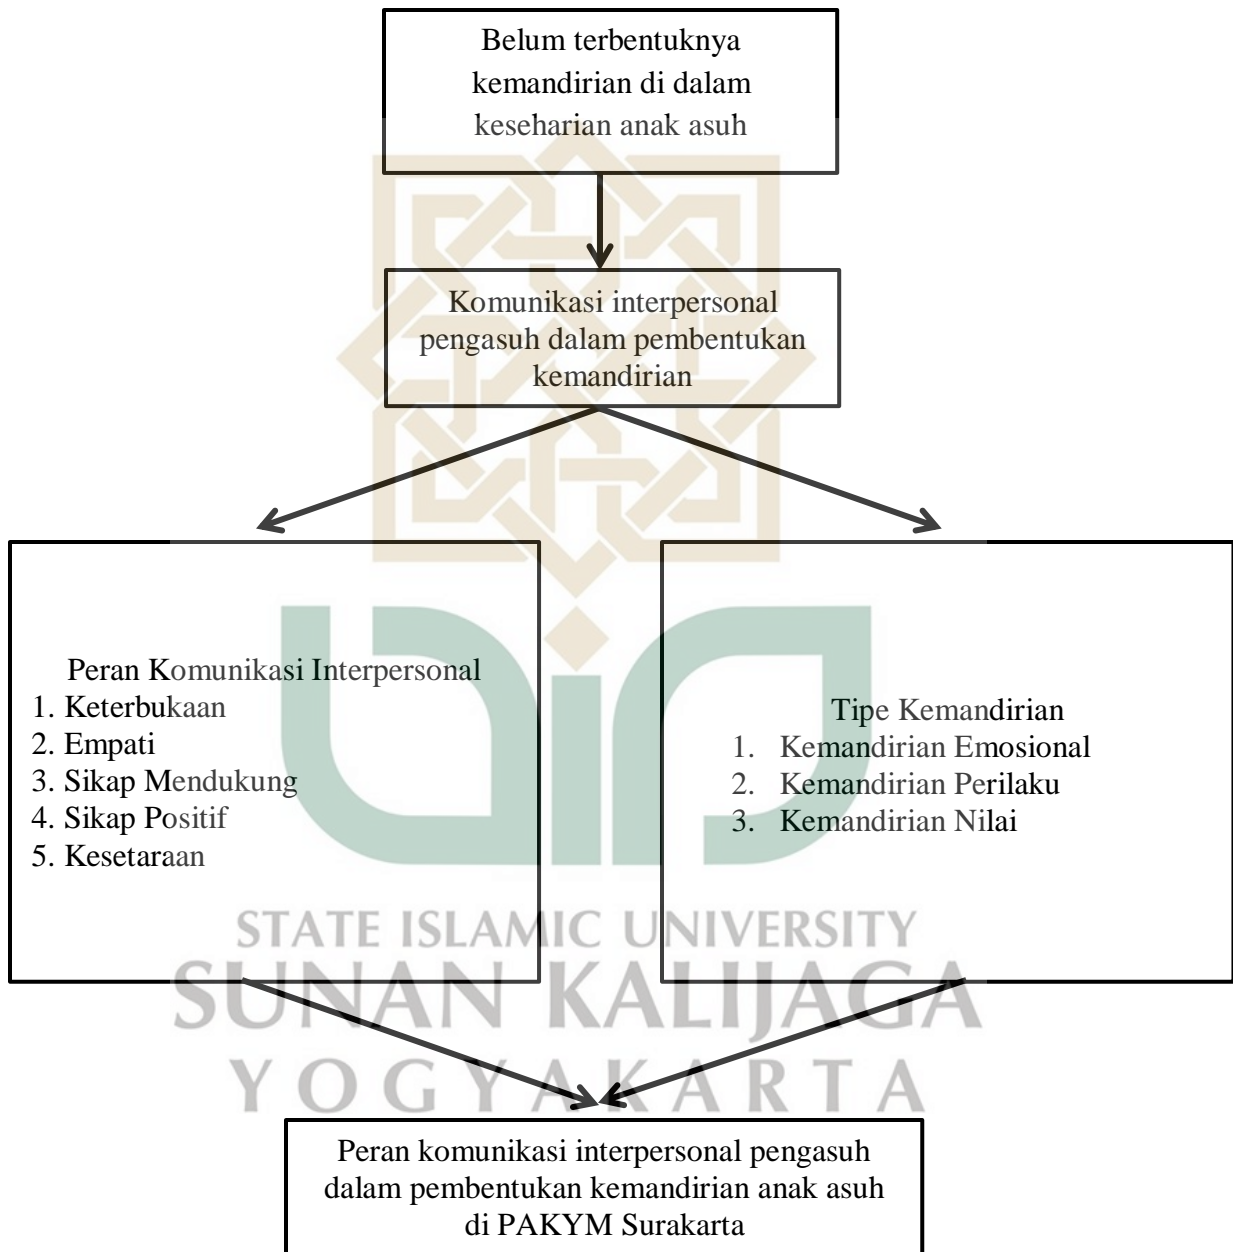 Belum terbentuknya
kemandirian di dalam
keseharian anak asuh
Komunikasi interpersonal
pengasuh dalam pembentukan
kemandirian
Peran Komunikasi Interpersonal
1. Keterbukaan
2. Empati
3. Sikap Mendukung
4. Sikap Positif
5. Kesetaraan
Tipe Kemandirian
1. Kemandirian Emosional
2. Kemandirian Perilaku
3. Kemandirian Nilai
STATE ISLAMIC UNIVERSITY
SUNAN KALIJAGA
YOGYAKARTA
Peran komunikasi interpersonal pengasuh
dalam pembentukan kemandirian anak asuh
di PAKYM Surakarta